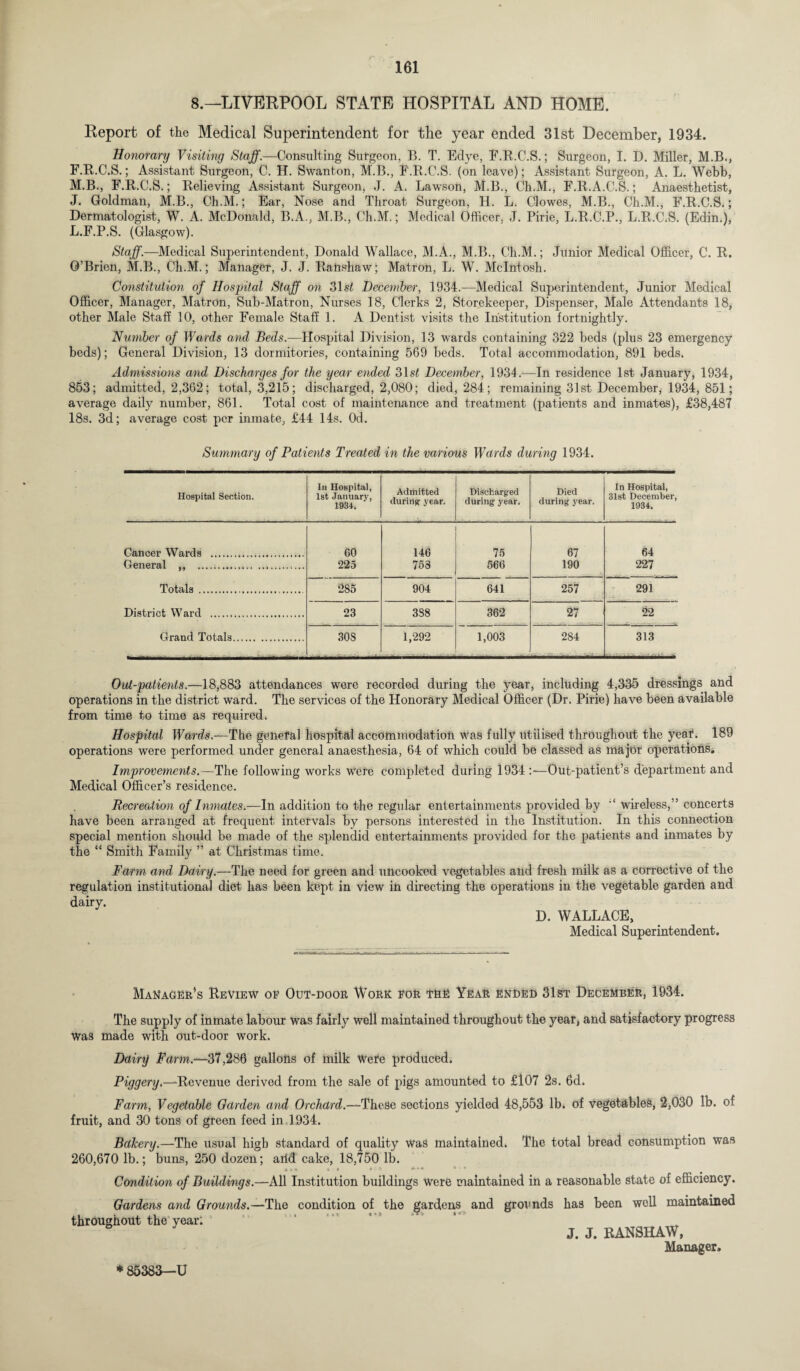 161
8.—LIVERPOOL STATE HOSPITAL AND HOME.
Report of the Medical Superintendent for the year ended 31st December, 1934.
Honorary Visiting Staff.—Consulting Surgeon, B. T. Edye, F.R.C.S.; Surgeon, I. D. Miller, M.B.,
F.R.C.S.; Assistant Surgeon, C. H. Swanton, M.B., F.R.C.S. (on leave); Assistant Surgeon, A. L. Webb,
M.B., F.R.C.S.; Relieving Assistant Surgeon, J. A. Lawson, M.B., Ch.M., F.R.A.C.S.; Anaesthetist,
J. Goldman, M.B., Ch.M.; Ear, Nose and Throat Surgeon, H. L. Clowes, M.B., Ch.M., F.R.C.S.;
Dermatologist, W. A. McDonald, B.A., M.B., Ch.M.; Medical Officer, J. Pirie, L.R.C.P., L.R.C.S. (Edin.),
L.F.P.S. (Glasgow).
Staff.—Medical Superintendent, Donald Wallace, M.A., M.B., Ch.M.; Junior Medical Officer, C. R.
O'Brien, M.B., Ch.M.; Manager, J. J. Ranshaw; Matron, L. W. McIntosh.
Constitution of Hospital Staff on 31st December, 1934.—Medical Superintendent, Junior Medical
Officer, Manager, Matron, Sub-Matron, Nurses 18, Clerks 2, Storekeeper, Dispenser, Male Attendants 18,
other Male Staff 10, other Female Staff 1. A Dentist visits the Institution fortnightly.
Number of Wards and Beds.—Hospital Division, 13 wards containing 322 beds (plus 23 emergency
beds); General Division, 13 dormitories, containing 569 beds. Total accommodation, 891 beds.
Admissions and Discharges for the year ended 31st December, 1934.—In residence 1st January, 1934,
853; admitted, 2,362; total, 3,215; discharged, 2,080; died, 284; remaining 31st December, 1934, 851;
average daily number, 861. Total cost of maintenance and treatment (patients and inmates), £38,487
18s. 3d; average cost per inmate, £44 14s. 0d.
Summary of Patients Treated in the various Wards during 1934.
Hospital Section. In Hospital, 1st January, 1934. Admitted during year. Discharged during year. Died during year. In Hospital, 31st December, 1934.
Cancer Wards ........ 60 146 75 67 64
General „ ........ 225 758 566 190 227
Totals ........ 285 904 641 257 291
District Ward ........ 23 388 362 27 22
Grand Totals........ 308 1,292 1,003 284 313
Out-patients.—18,883 attendances were recorded during the year, including 4,335 dressings and
operations in the district ward. The services of the Honorary Medical Officer (Dr. Pirie) have been available
from time to time as required.
Hospital Wards.—The general hospital accommodation was fully utilised throughout the year. 189
operations were performed under general anaesthesia, 64 of which could be classed as major operations.
Improvements.—The following works were completed during 1934:—Out-patient's department and
Medical Officer's residence.
Recreation of Inmates.—In addition to the regular entertainments provided by "wireless," concerts
have been arranged at frequent intervals by persons interested in the Institution. In this connection
special mention should be made of the splendid entertainments provided for the patients and inmates by
the "Smith Family" at Christmas time.
Farm and Dairy.—The need for green and uncooked vegetables and fresh milk as a corrective of the
regulation institutional diet has been kept in view in directing the operations in the vegetable garden and
dairy.
D. WALLACE,
Medical Superintendent.
MANAGER'S REVIEW OF OUT-DOOR WORK FOR THE YEAR ENDED 31ST DECEMBER, 1934.
The supply of inmate labour was fairly well maintained throughout the year, and satisfactory progress
was made with out-door work.
Dairy Farm.—37,286 gallons of milk were produced.
Piggery.—Revenue derived from the sale of pigs amounted to £107 2s. 6d.
Farm, Vegetable Garden and Orchard.—These sections yielded 48,553 lb. of vegetables, 2,030 lb. of
fruit, and 30 tons of green feed in 1934.
Bakery.—The usual high standard of quality was maintained. The total bread consumption was
260,670 lb.; buns, 250 dozen; and cake, 18,750 lb.
Condition of Buildings.—All Institution buildings were maintained in a reasonable state of efficiency.
Gardens and Grounds.—The condition of the gardens and grounds has been well maintained
throughout the year.
J. J. RANSHAW,
Manager.
* 85383—U